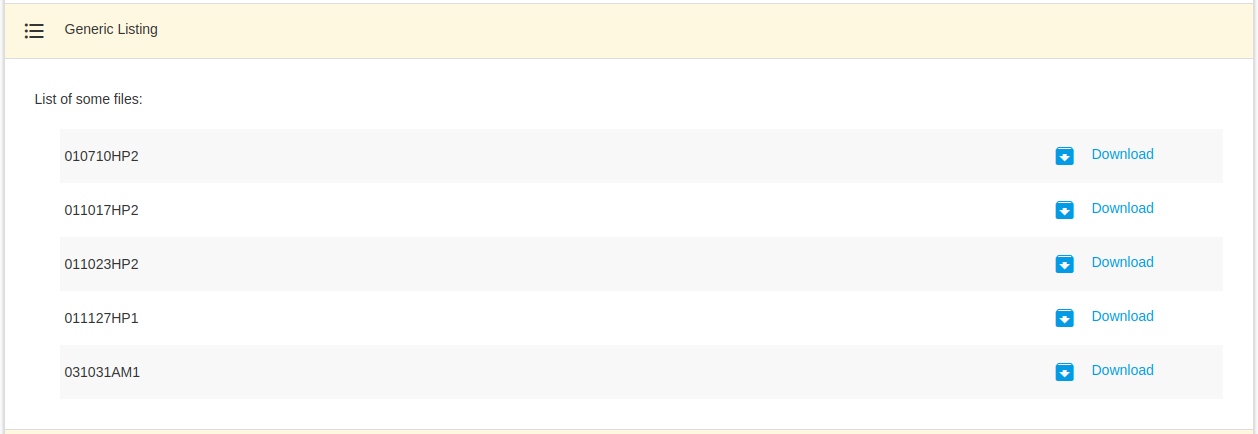 Generic Listing
List of some files:
010710HP2 Download
011017HP2 Download
011023HP2 Download
011127HP1 Download
031031AM1 Download